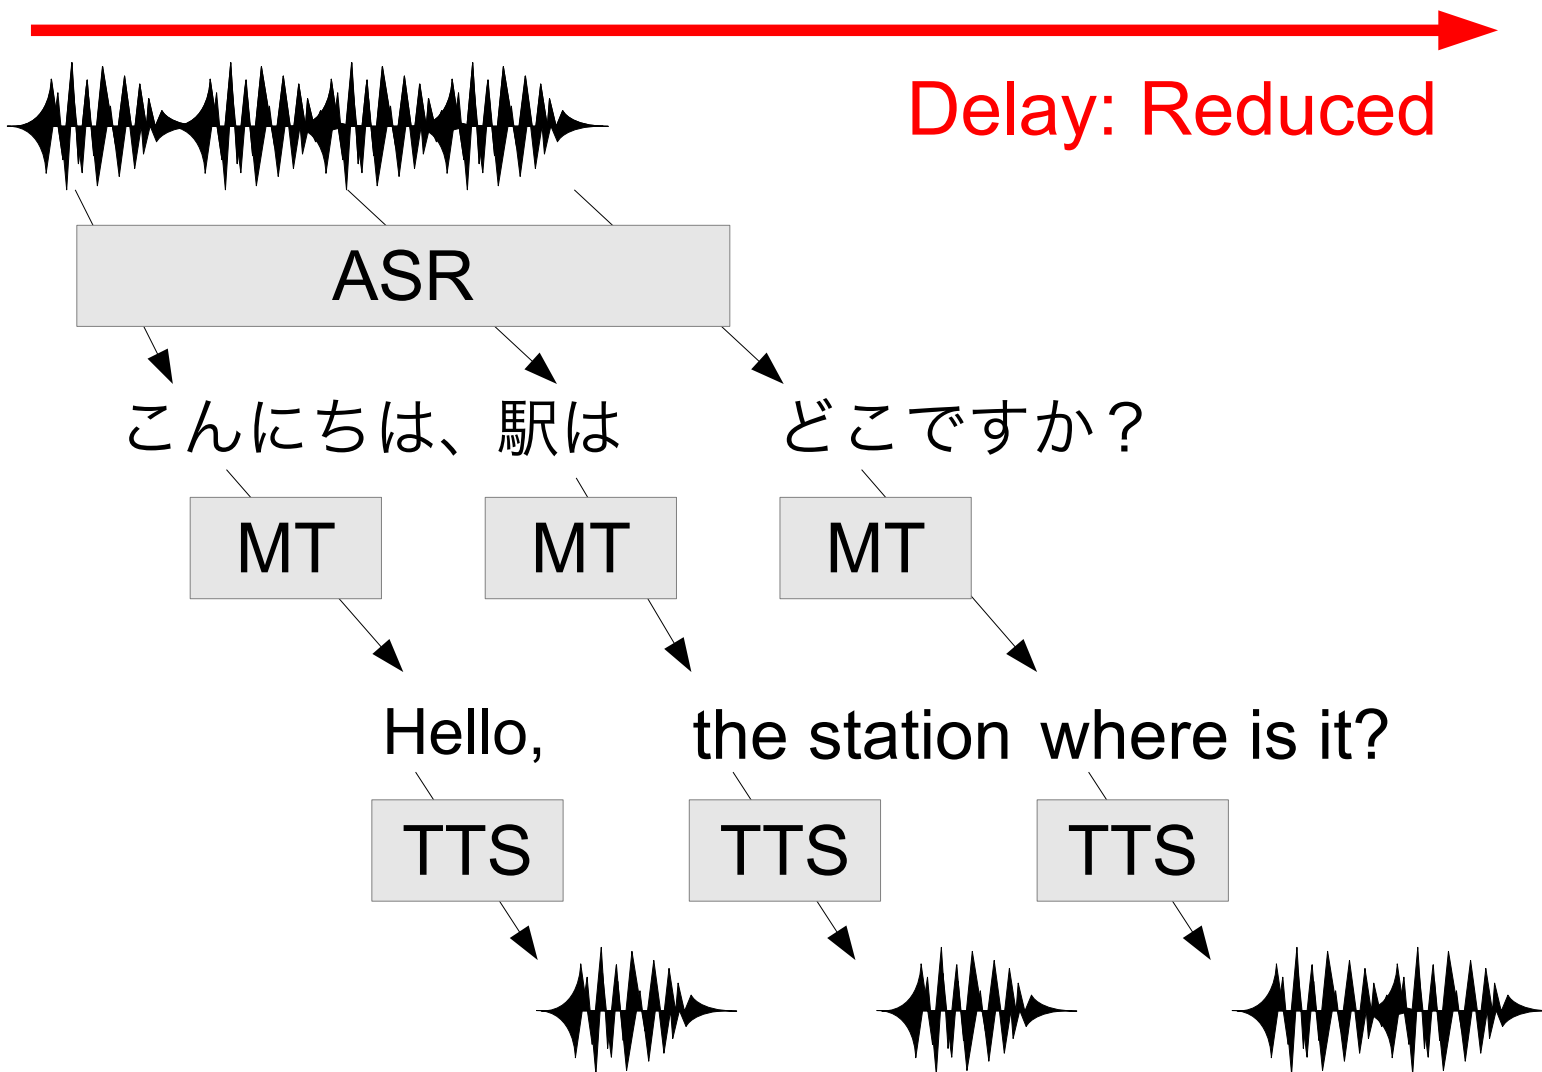 Delay: Reduced
ASR
こんにちは、駅は どこですか？
MT MT MT
Hello, the station where is it?
TTS TTS TTS